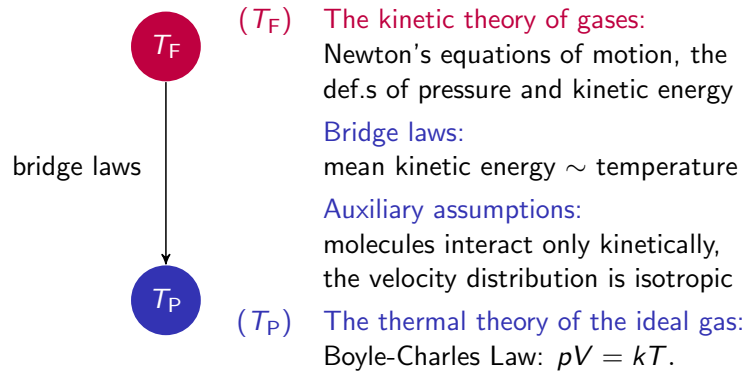 T_F
(T_F) The kinetic theory of gases:
Newton's equations of motion, the
def.s of pressure and kinetic energy
Bridge laws:
bridge laws
mean kinetic energy ∼ temperature
Auxiliary assumptions:
molecules interact only kinetically,
the velocity distribution is isotropic
T_P
(T_P) The thermal theory of the ideal gas:
Boyle-Charles Law: pV = kT.